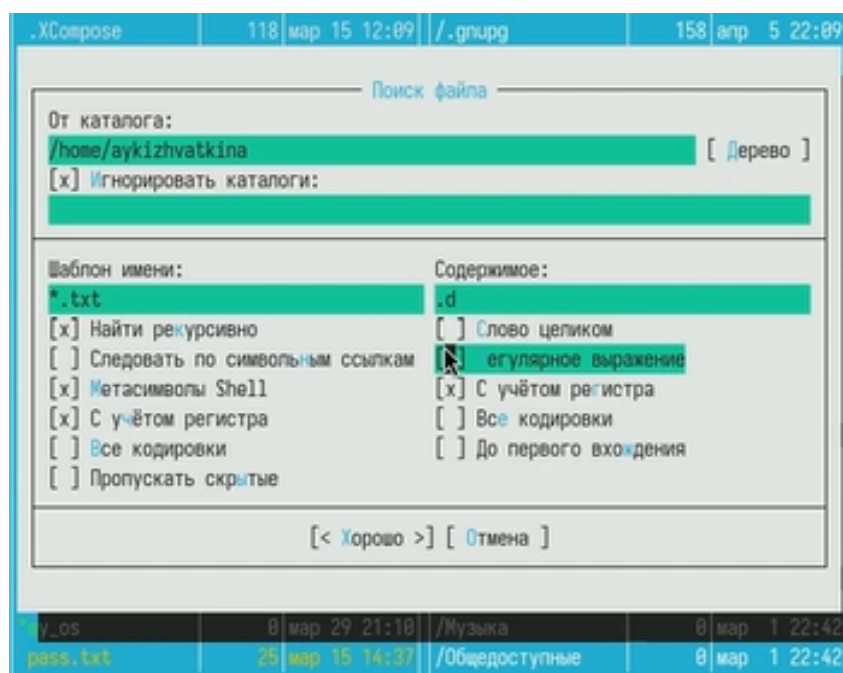 .XCompose 118 мар 15 12:09 /.gnupg 158 апр 5 22:09
Поиск файла
От каталога:
/home/aykizhvatkina [ Дерево ]
[x] Игнорировать каталоги:
Шаблон имени: Содержимое:
*.txt .d
[x] Найти рекурсивно [ ] Слово целиком
[ ] Следовать по символьным ссылкам [ ] егулярное выражение
[x] Метасимволы Shell [x] С учётом регистра
[x] С учётом регистра [ ] Все кодировки
[ ] Все кодировки [ ] До первого вхождения
[ ] Пропускать скрытые
[< Хорошо >] [ Отмена ]
*my_os 0 мар 29 21:10 /Музыка 0 мар 1 22:42
pass.txt 25 мар 15 14:37 /Общедоступные 0 мар 1 22:42